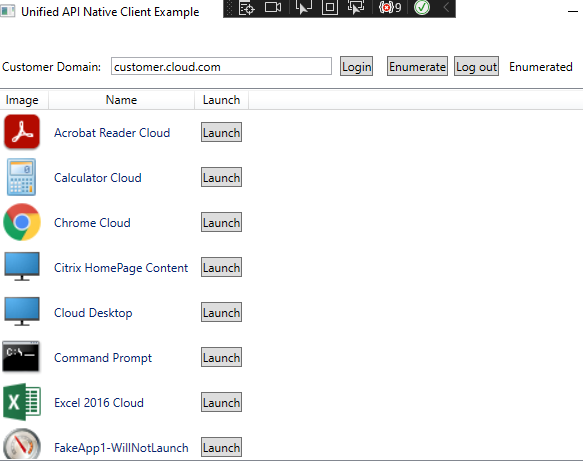 Unified API Native Client Example
9
Customer Domain: customer.cloud.com Login Enumerate Log out Enumerated
Image Name Launch
Acrobat Reader Cloud Launch
Calculator Cloud Launch
Chrome Cloud Launch
Citrix HomePage Content Launch
Cloud Desktop Launch
C:\ Command Prompt Launch
Excel 2016 Cloud Launch
FakeApp1-WillNotLaunch Launch